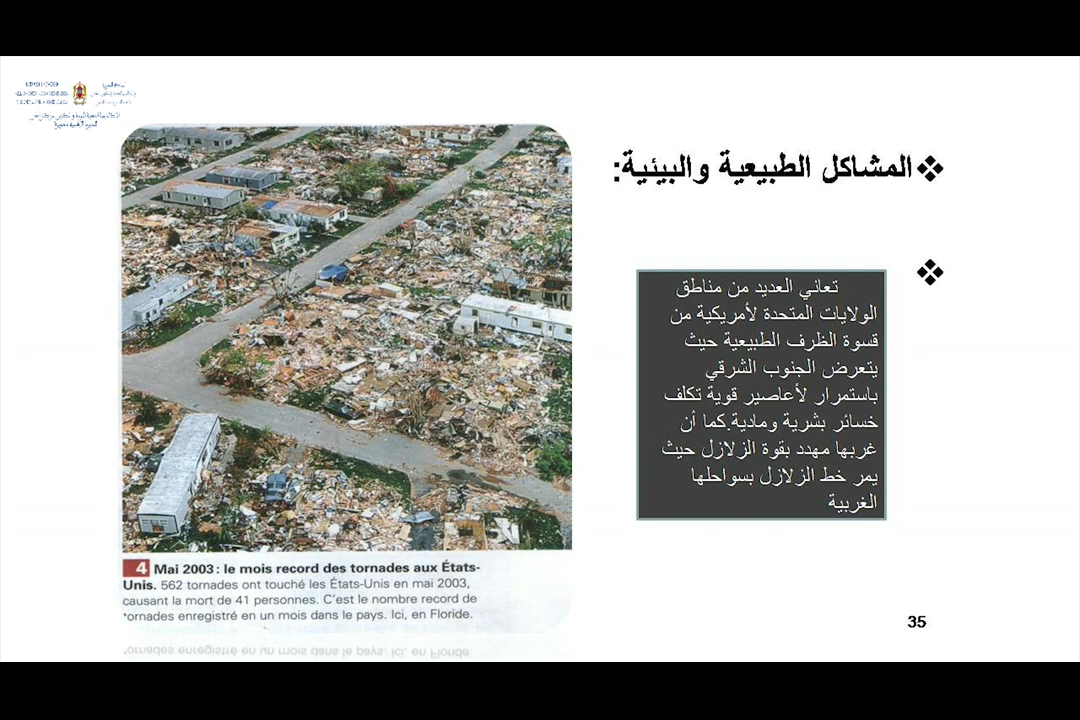 ❖المشاكل الطبيعية والبيئية:
❖
تعاني العديد من مناطق
الولايات المتحدة لأمريكية من
قسوة الظرف الطبيعية حيث
يتعرض الجنوب الشرقي
باستمرار لأعاصير قوية تكلف
خسائر بشرية ومادية.كما أن
غربها مهدد بقوة الزلازل حيث
يمر خط الزلازل بسواحلها
الغربية
4 Mai 2003 : le mois record des tornades aux États-
Unis. 562 tornades ont touché les États-Unis en mai 2003,
causant la mort de 41 personnes. C'est le nombre record de
tornades enregistré en un mois dans le pays. Ici, en Floride.
35